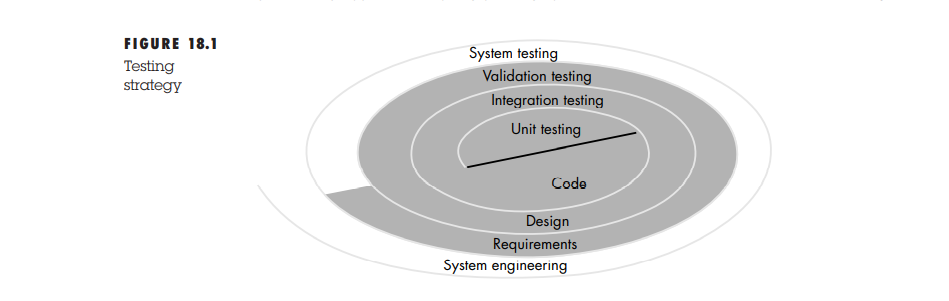 FIGURE 18.1
Testing
strategy
System testing
Validation testing
Integration testing
Unit testing
Code
Design
Requirements
System engineering